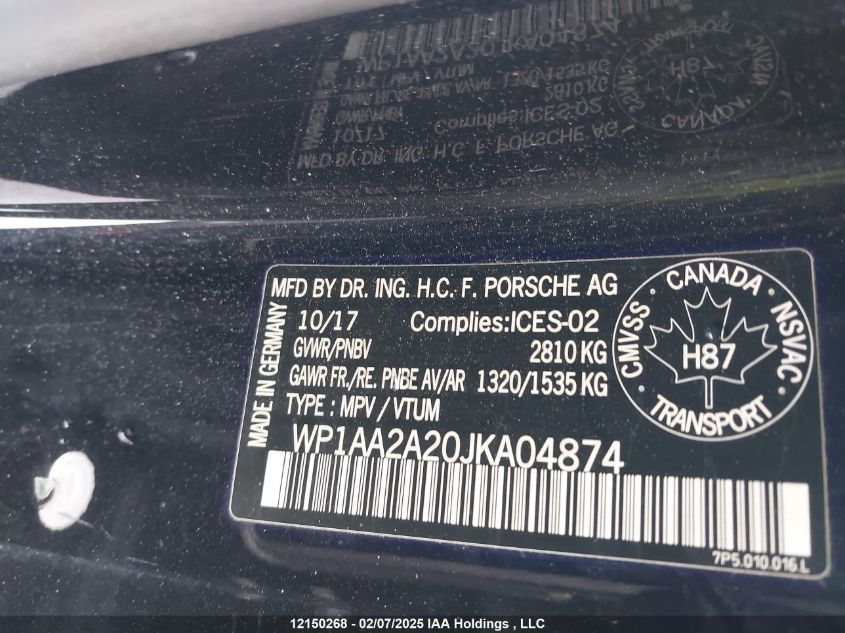 MFD BY DR. ING. H.C. F. PORSCHE AG
10/17 Complies:ICES-02
GVWR/PNBV 2810 KG
GAWR FR./RE. PNBE AV/AR 1320/1535 KG
TYPE : MPV / VTUM
WP1AA2A20JKA04874
MADE IN GERMANY
CANADA
CMVSS · NSVAC
H87
TRANSPORT
7P5.010.016 L
12150268 - 02/07/2025 IAA Holdings , LLC